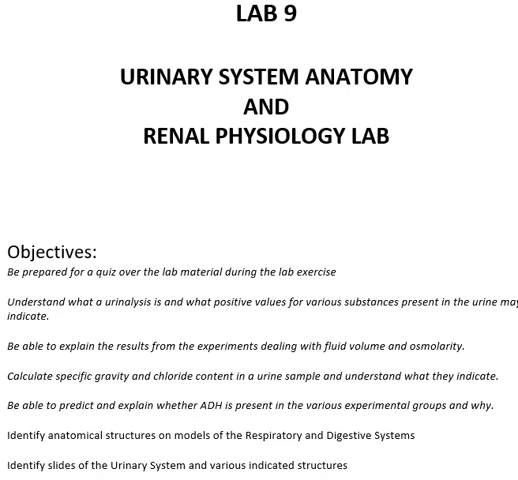 LAB 9
URINARY SYSTEM ANATOMY
AND
RENAL PHYSIOLOGY LAB
Objectives:
Be prepared for a quiz over the lab material during the lab exercise
Understand what a urinalysis is and what positive values for various substances present in the urine may
indicate.
Be able to explain the results from the experiments dealing with fluid volume and osmolarity.
Calculate specific gravity and chloride content in a urine sample and understand what they indicate.
Be able to predict and explain whether ADH is present in the various experimental groups and why.
Identify anatomical structures on models of the Respiratory and Digestive Systems
Identify slides of the Urinary System and various indicated structures